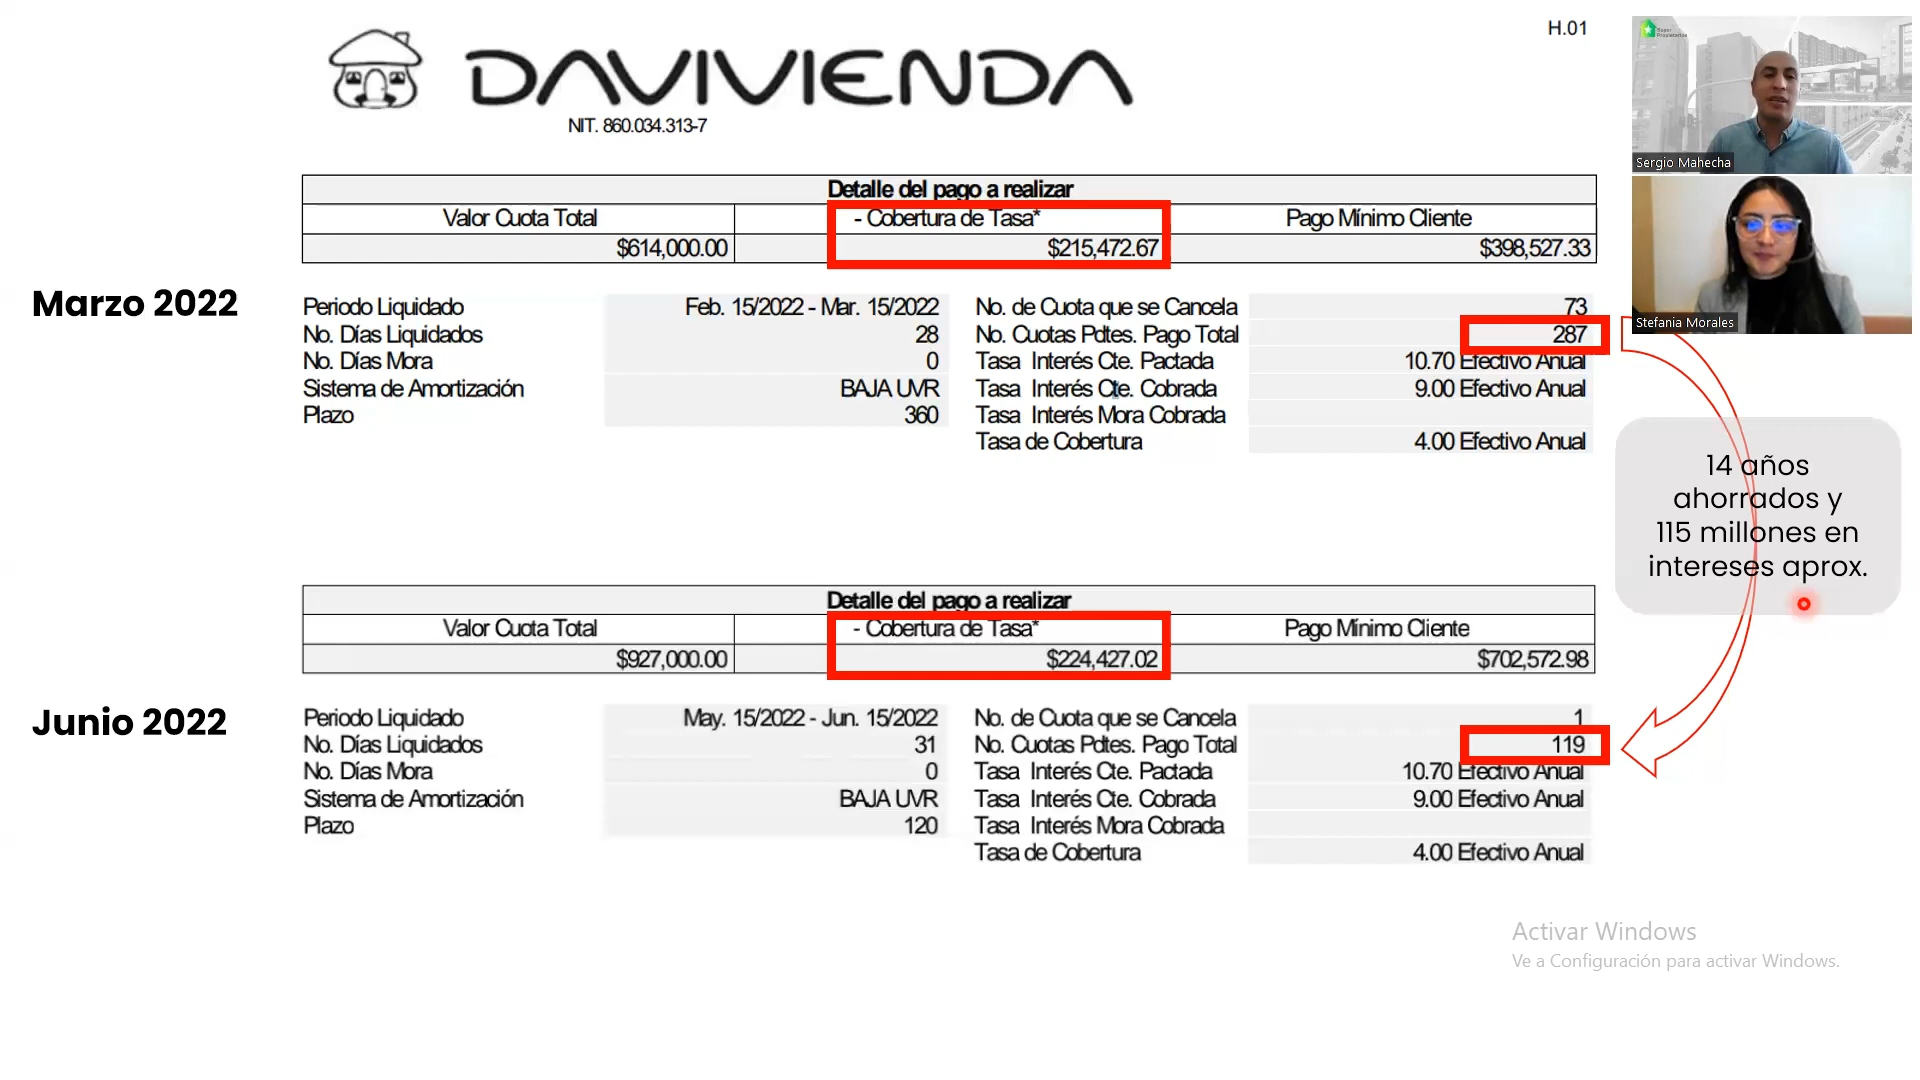 H.01
DAVIVIENDA
NIT. 860.034.313-7
Detalle del pago a realizar
Valor Cuota Total - Cobertura de Tasa* Pago Mínimo Cliente
$614,000.00 $215,472.67 $398,527.33
Marzo 2022
Periodo Liquidado Feb. 15/2022 - Mar. 15/2022 No. de Cuota que se Cancela 73
No. Días Liquidados 28 No. Cuotas Pdtes. Pago Total 287
No. Días Mora 0 Tasa Interés Cte. Pactada 10.70 Efectivo Anual
Sistema de Amortización BAJA UVR Tasa Interés Cte. Cobrada 9.00 Efectivo Anual
Plazo 360 Tasa Interés Mora Cobrada
Tasa de Cobertura 4.00 Efectivo Anual
Detalle del pago a realizar
Valor Cuota Total - Cobertura de Tasa* Pago Mínimo Cliente
$927,000.00 $224,427.02 $702,572.98
Junio 2022
Periodo Liquidado May. 15/2022 - Jun. 15/2022 No. de Cuota que se Cancela 1
No. Días Liquidados 31 No. Cuotas Pdtes. Pago Total 119
No. Días Mora 0 Tasa Interés Cte. Pactada 10.70 Efectivo Anual
Sistema de Amortización BAJA UVR Tasa Interés Cte. Cobrada 9.00 Efectivo Anual
Plazo 120 Tasa Interés Mora Cobrada
Tasa de Cobertura 4.00 Efectivo Anual
Super
Propietarios
Sergio Mahecha
Stefania Morales
14 años
ahorrados y
115 millones en
intereses aprox.
Activar Windows
Ve a Configuración para activar Windows.